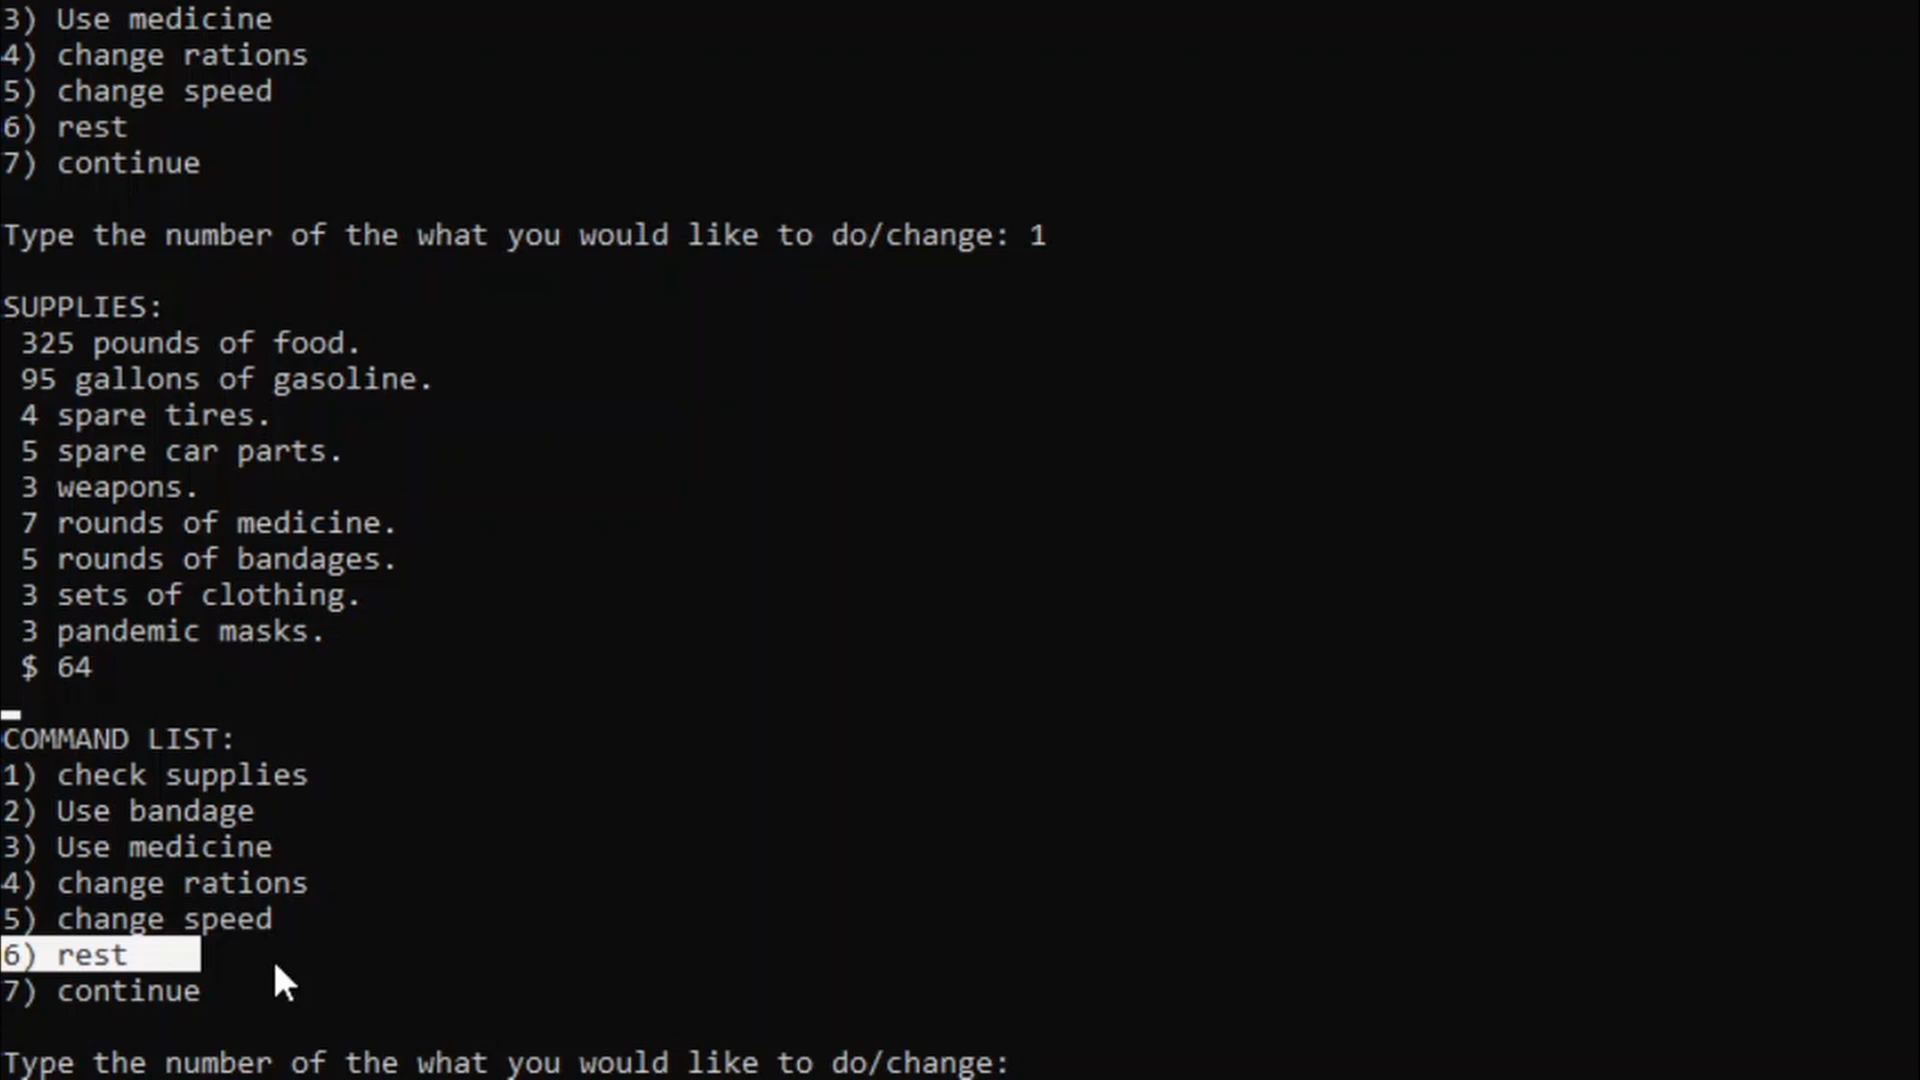 3) Use medicine
4) change rations
5) change speed
6) rest
7) continue
Type the number of the what you would like to do/change: 1
SUPPLIES:
325 pounds of food.
95 gallons of gasoline.
4 spare tires.
5 spare car parts.
3 weapons.
7 rounds of medicine.
5 rounds of bandages.
3 sets of clothing.
3 pandemic masks.
$ 64
COMMAND LIST:
1) check supplies
2) Use bandage
3) Use medicine
4) change rations
5) change speed
6) rest
7) continue
Type the number of the what you would like to do/change: